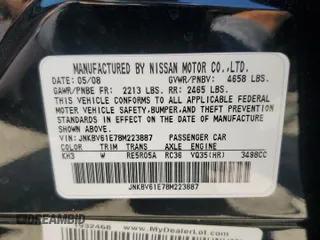 MANUFACTURED BY NISSAN MOTOR CO.,LTD.
DATE: 05/08 GVWR/PNBV: 4658 LBS.
GAWR/PNBE FR: 2213 LBS. RR: 2465 LBS.
THIS CONFORMS TO ALL APPLICABLE FEDERAL MOTOR
VEHICLE SAFETY, BUMPER, AND THEFT PREVENTION
STANDARDS IN EFFECT ON THE DATE OF MANUFACTURE
SHOWN ABOVE.
VIN: JNKBV61E78M223887 PASSENGER CAR
COLOR TRIM TRANS AXLE ENGINE
KH3 W RE5R05A RC36 VQ35(HR) 3498CC
JNKBV61E78M223887
www.MyDealerLot.com
© DREAMBID